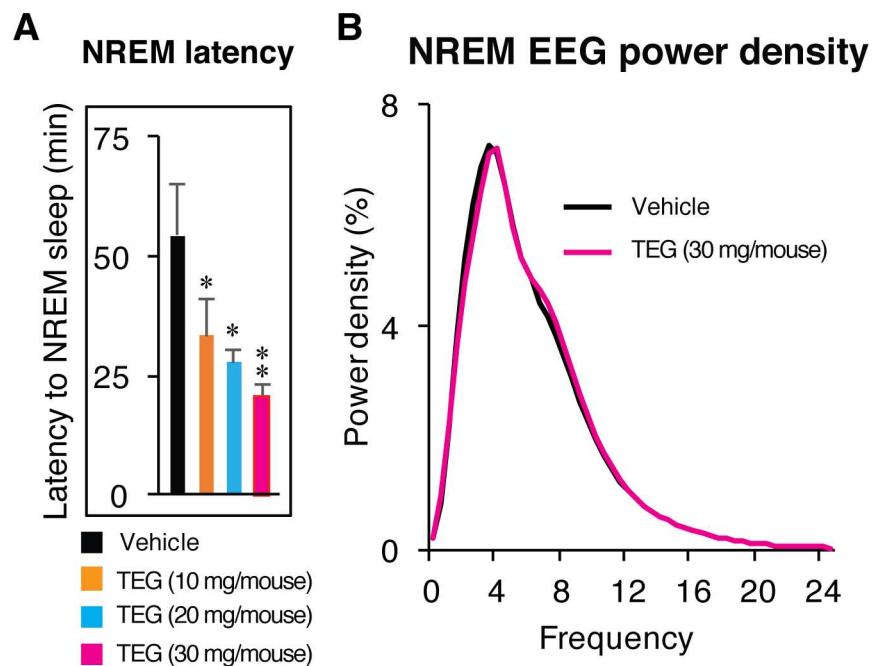 A
NREM latency
Latency to NREM sleep (min)
75
50
25
0
*
*
*
*
Vehicle
TEG (10 mg/mouse)
TEG (20 mg/mouse)
TEG (30 mg/mouse)
B
NREM EEG power density
Power density (%)
8
4
0
Vehicle
TEG (30 mg/mouse)
0 4 8 12 16 20 24
Frequency